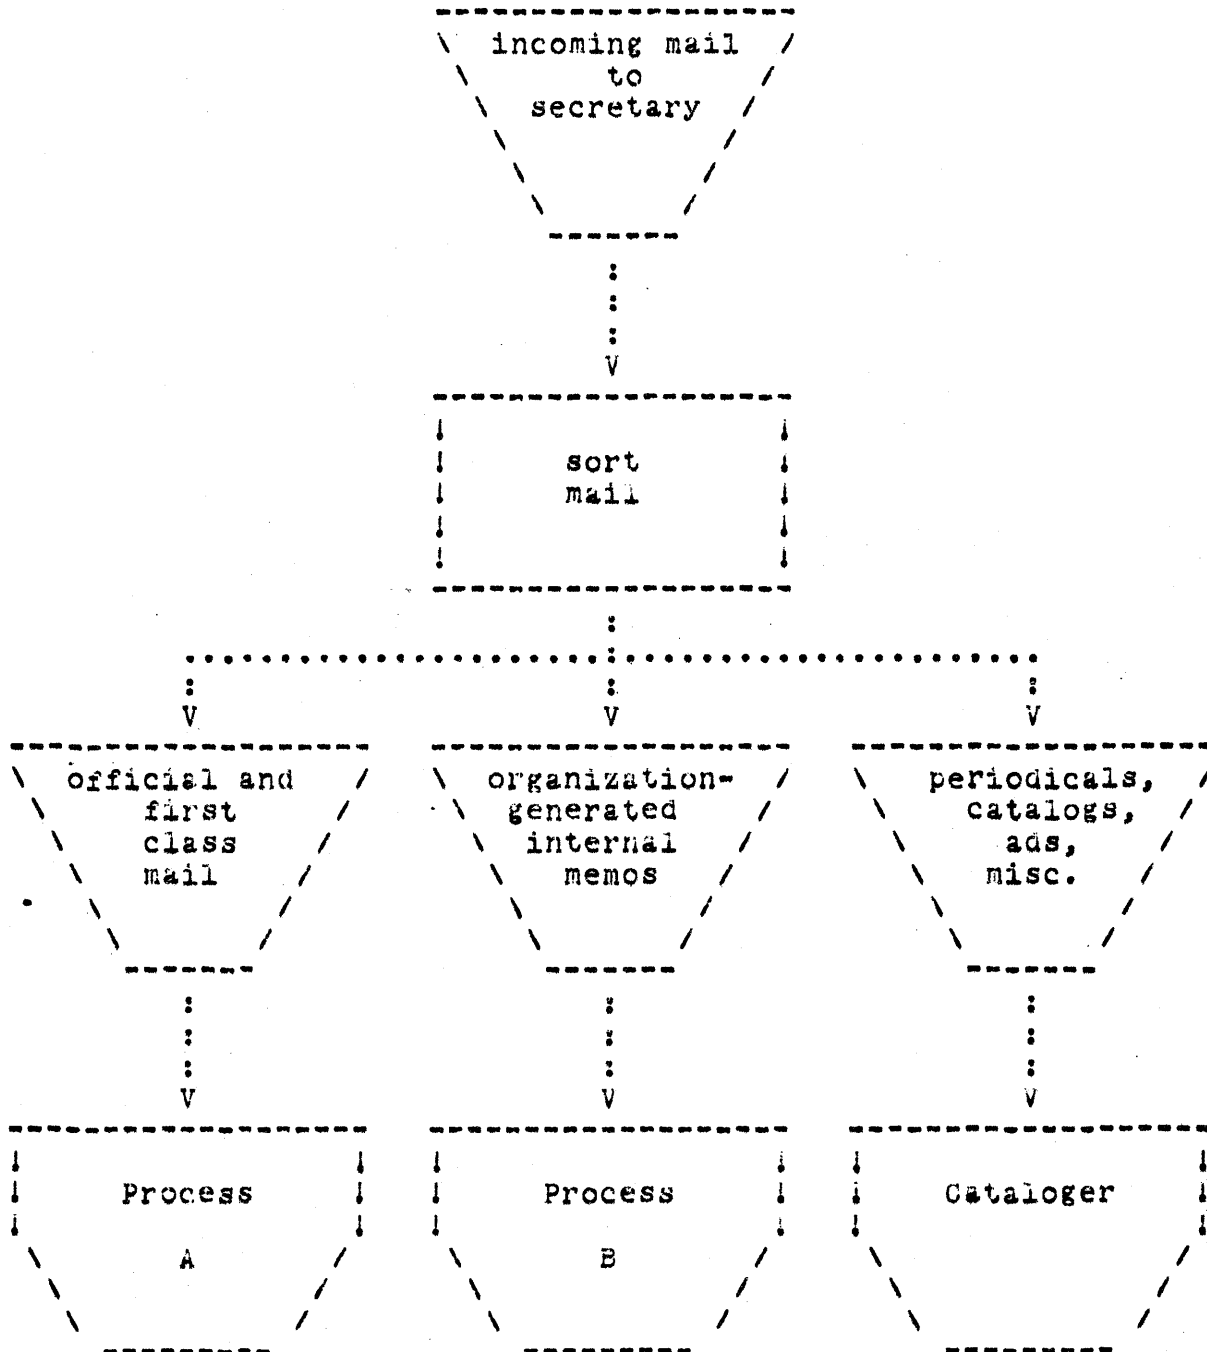 incoming mail
to
secretary
V
sort
mail
V
V
V
official and
first
class
mail
organization-
generated
internal
memos
periodicals,
catalogs,
ads,
misc.
V
V
V
Process
A
Process
B
Cataloger